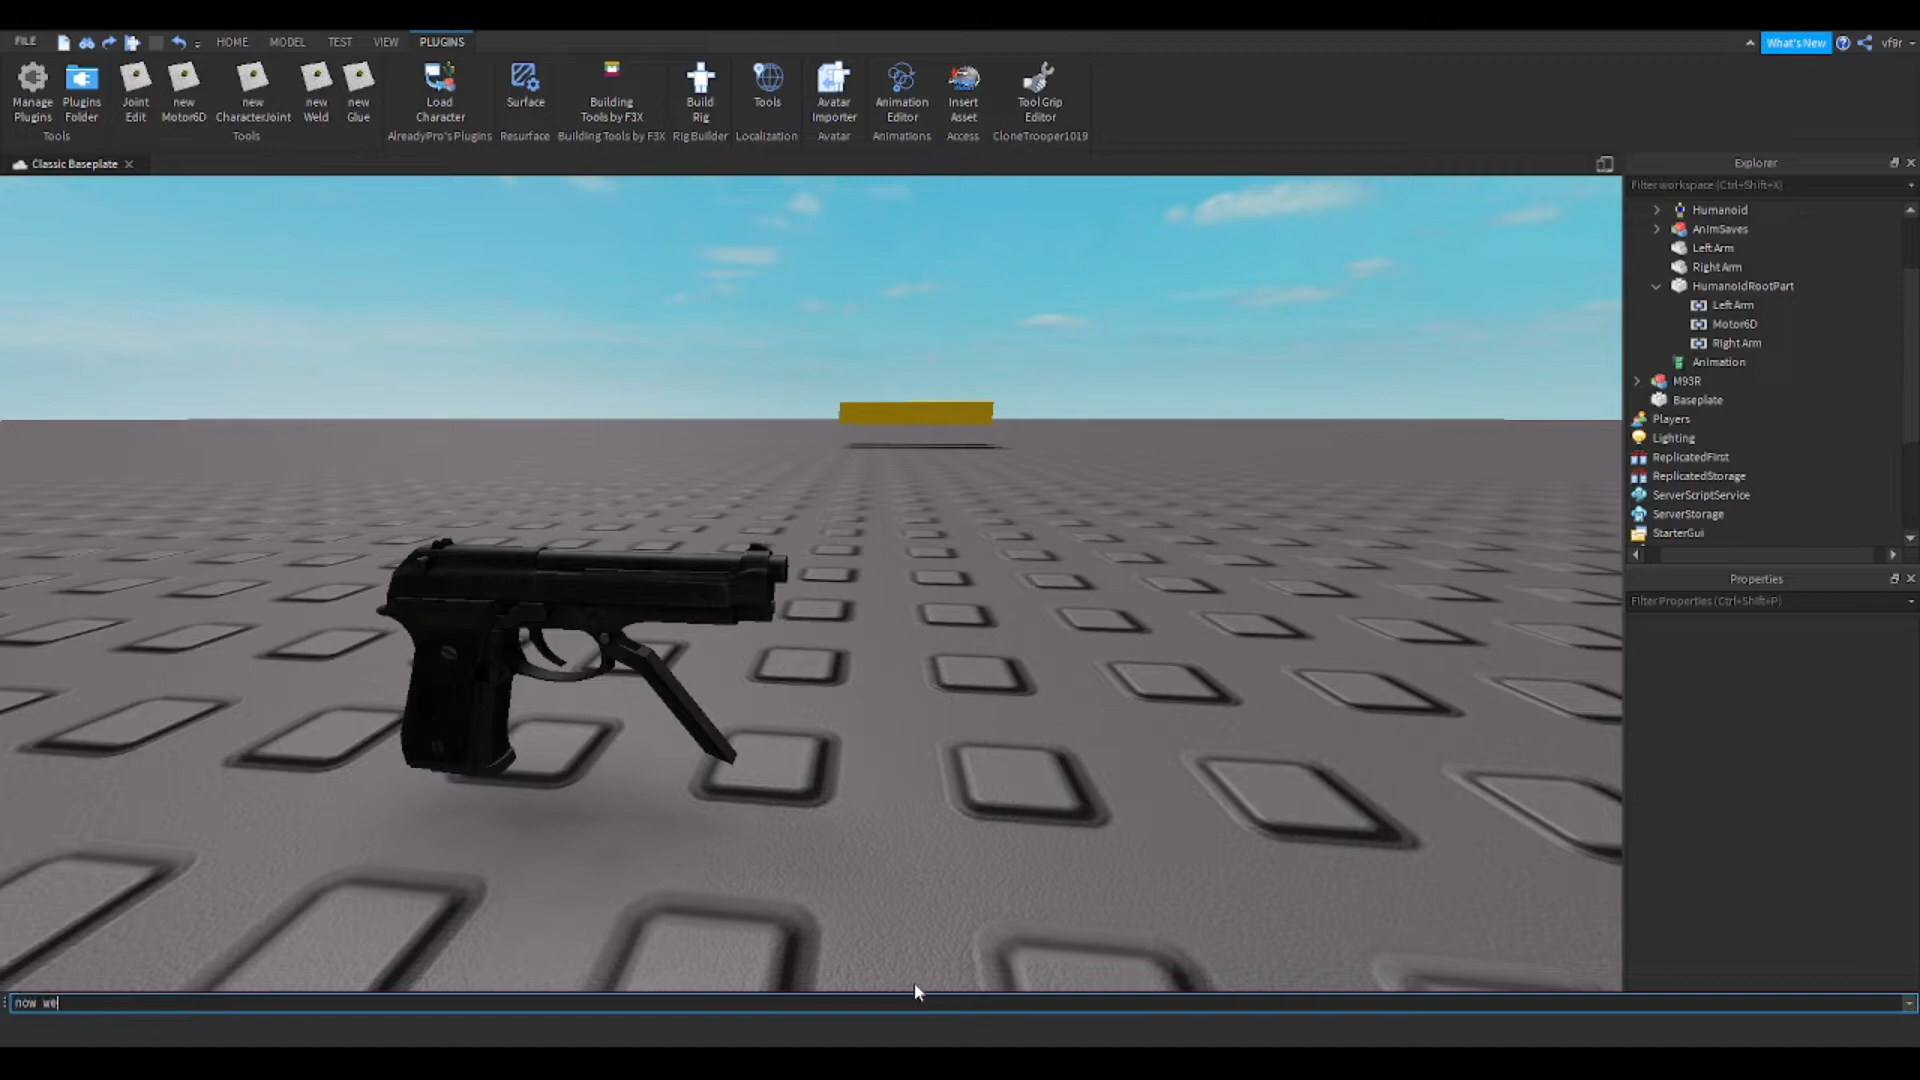 FILE
HOME
MODEL
TEST
VIEW
PLUGINS
What's New
vf9r
Manage
Plugins
Plugins
Folder
Tools
Joint
Edit
new
Motor6D
new
CharacterJoint
new
Weld
new
Glue
Tools
Load
Character
AlreadyPro's Plugins
Surface
Resurface
Building
Tools by F3X
Building Tools by F3X
Build
Rig
Rig Builder
Tools
Localization
Avatar
Importer
Avatar
Animation
Editor
Animations
Insert
Asset
Access
Tool Grip
Editor
CloneTrooper1019
Classic Baseplate
Explorer
Filter workspace (Ctrl+Shift+X)
Humanoid
AnimSaves
Left Arm
Right Arm
HumanoidRootPart
Left Arm
Motor6D
Right Arm
Animation
M93R
Baseplate
Players
Lighting
ReplicatedFirst
ReplicatedStorage
ServerScriptService
ServerStorage
StarterGui
Properties
Filter Properties (Ctrl+Shift+P)
now we